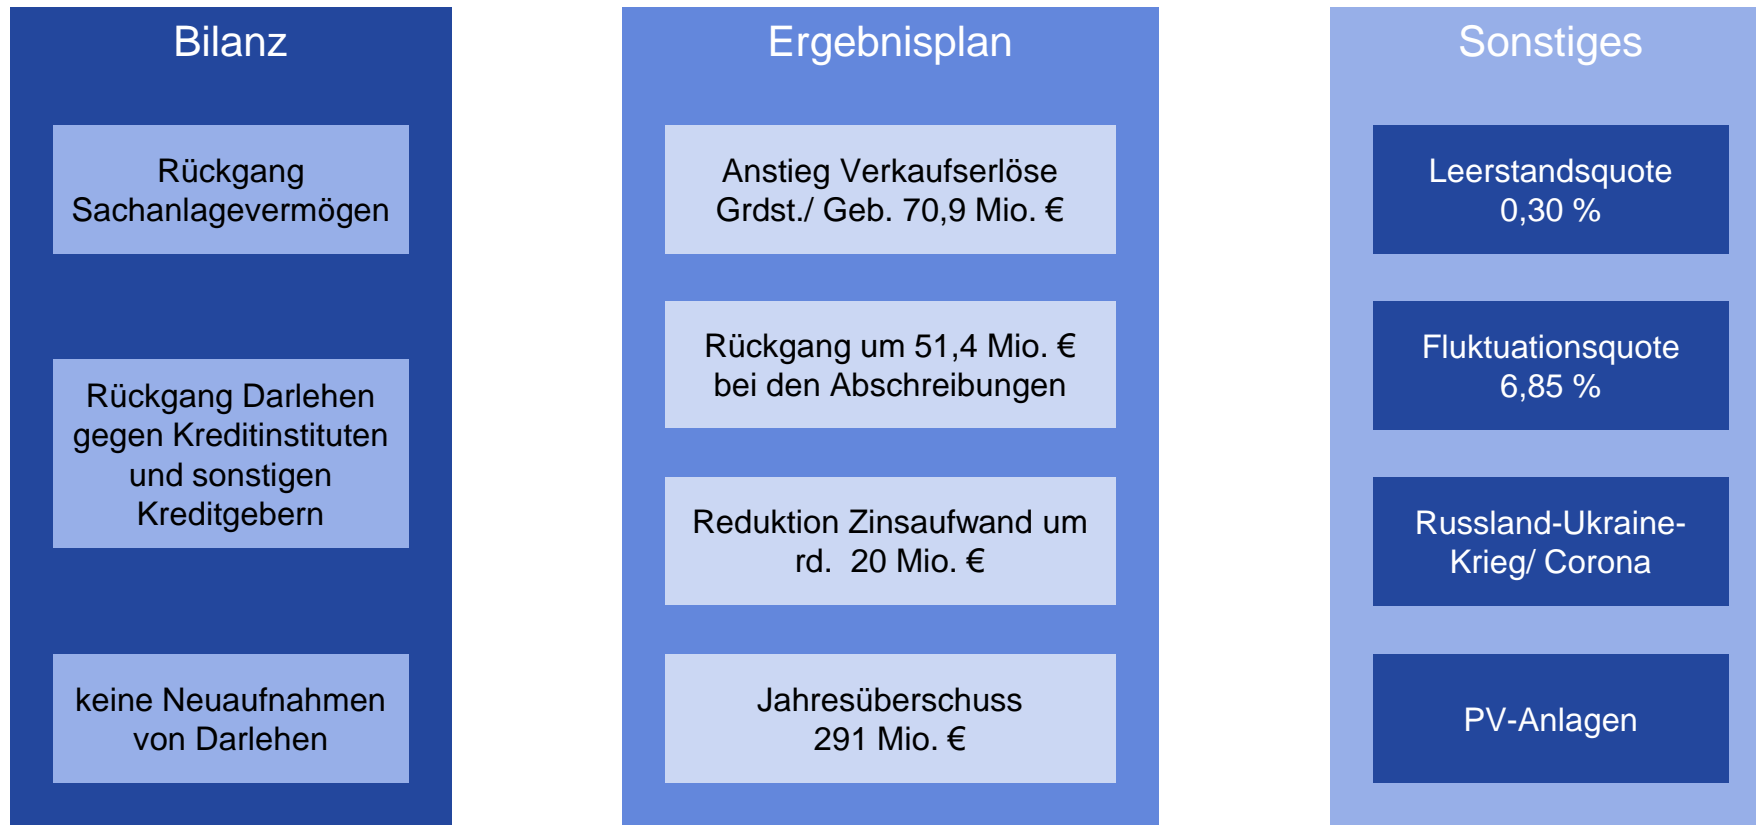 Bilanz
Rückgang
Sachanlagevermögen
Rückgang Darlehen
gegen Kreditinstituten
und sonstigen
Kreditgebern
keine Neuaufnahmen
von Darlehen
Ergebnisplan
Anstieg Verkaufserlöse
Grdst./ Geb. 70,9 Mio. €
Rückgang um 51,4 Mio. €
bei den Abschreibungen
Reduktion Zinsaufwand um
rd. 20 Mio. €
Jahresüberschuss
291 Mio. €
Sonstiges
Leerstandsquote
0,30 %
Fluktuationsquote
6,85 %
Russland-Ukraine-
Krieg/ Corona
PV-Anlagen